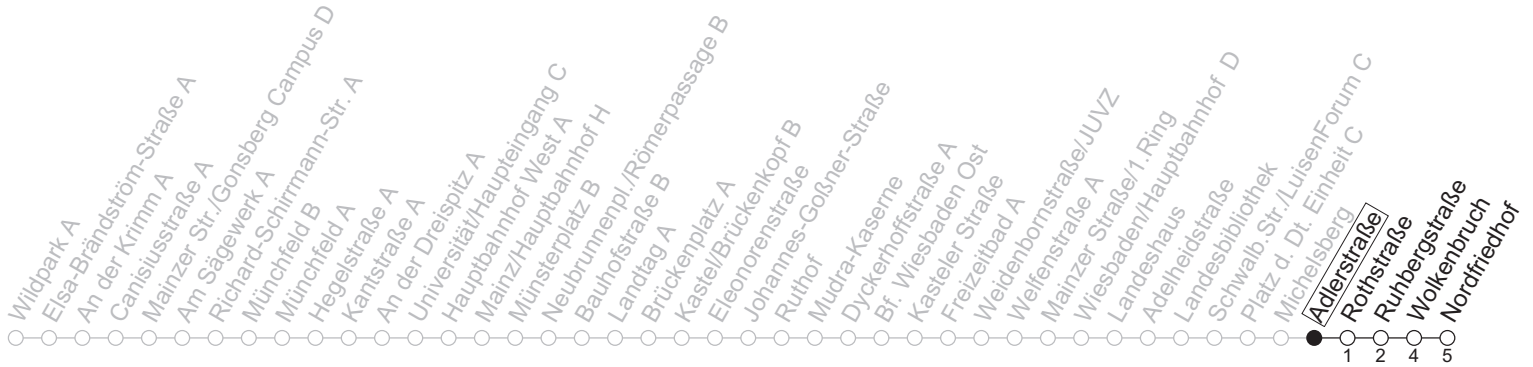 Wildpark A
Elsa-Brändström-Straße A
An der Krimm A
Canisiusstraße A
Mainzer Str./Gonsberg Campus D
Am Sägewerk A
Richard-Schirrmann-Str. A
Münchfeld B
Münchfeld A
Hegelstraße A
Kantstraße A
An der Dreispitz A
Universität/Haupteingang C
Hauptbahnhof West A
Mainz/Hauptbahnhof H
Münsterplatz B
Neubrunnenpl./Römerpassage B
Bauhofstraße B
Landtag A
Brückenplatz A
Kastel/Brückenkopf B
Eleonorenstraße
Johannes-Goßner-Straße
Ruthof
Mudra-Kaserne
Dyckerhoffstraße A
Bf. Wiesbaden Ost
Kasteler Straße
Freizeitbad A
Weidenbornstraße/JUVZ
Welfenstraße A
Mainzer Straße/1.Ring
Wiesbaden/Hauptbahnhof D
Landeshaus
Adelheidstraße
Landesbibliothek
Schwalb.Str./LuisenForum C
Platz d. Dt. Einheit C
Michelsberg
Adlerstraße
Rothstraße
Ruhbergstraße
Wolkenbruch
Nordfriedhof
1 2 4 5